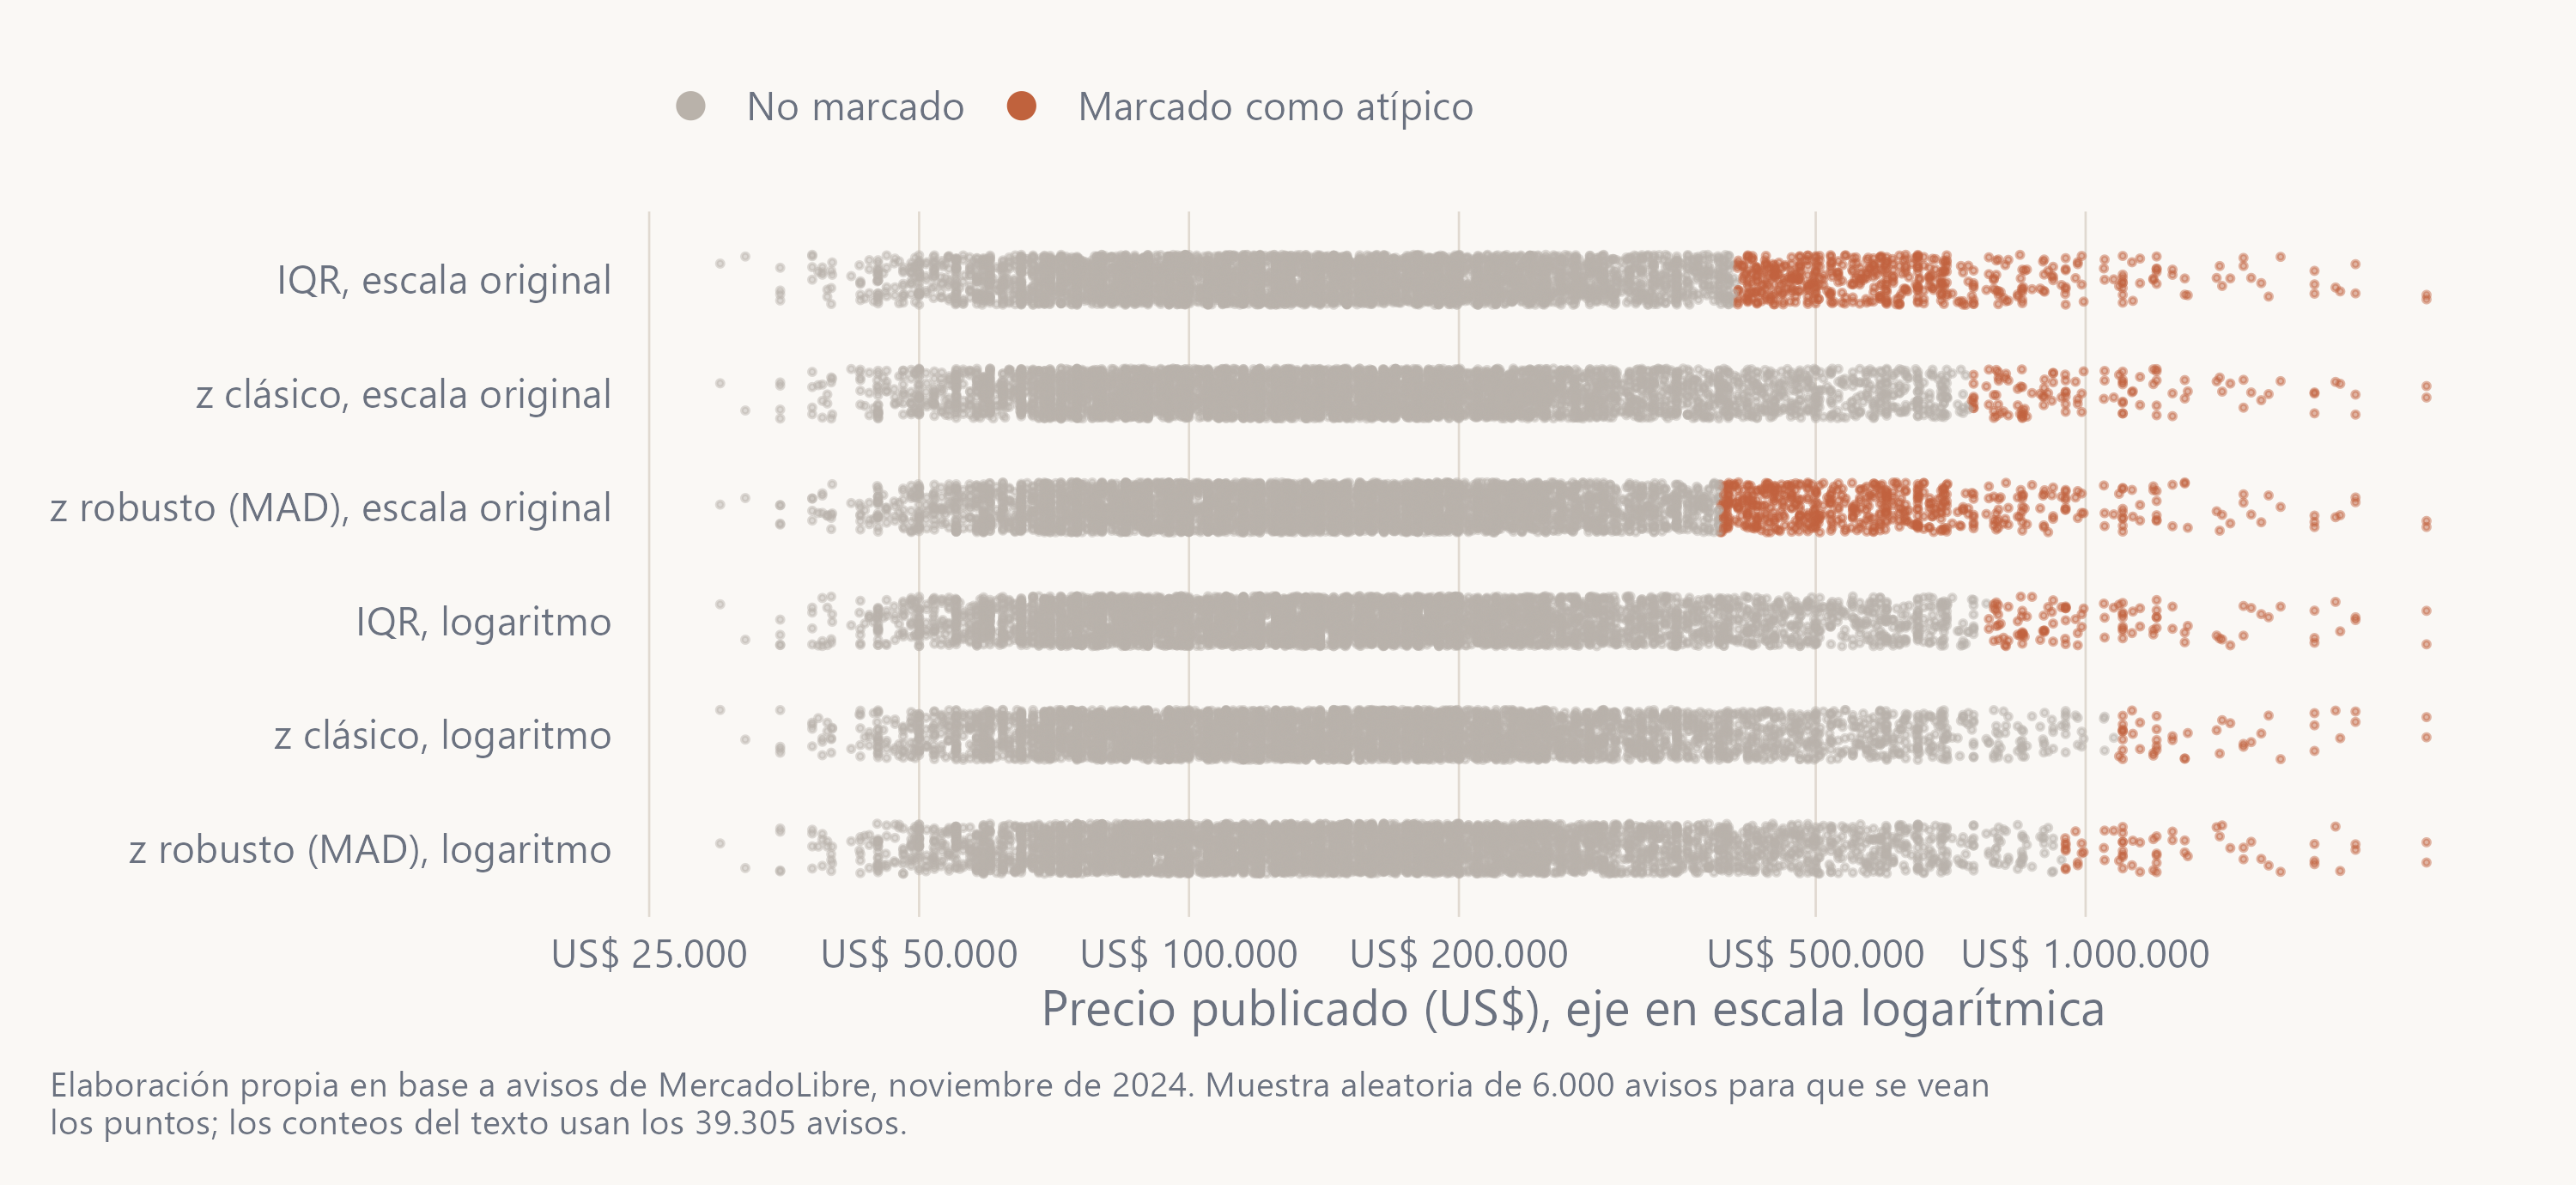 No marcado
Marcado como atípico
IQR, escala original
z clásico, escala original
z robusto (MAD), escala original
IQR, logaritmo
z clásico, logaritmo
z robusto (MAD), logaritmo
US$ 25.000
US$ 50.000
US$ 100.000
US$ 200.000
US$ 500.000
US$ 1.000.000
Precio publicado (US$), eje en escala logarítmica
Elaboración propia en base a avisos de MercadoLibre, noviembre de 2024. Muestra aleatoria de 6.000 avisos para que se vean
los puntos; los conteos del texto usan los 39.305 avisos.